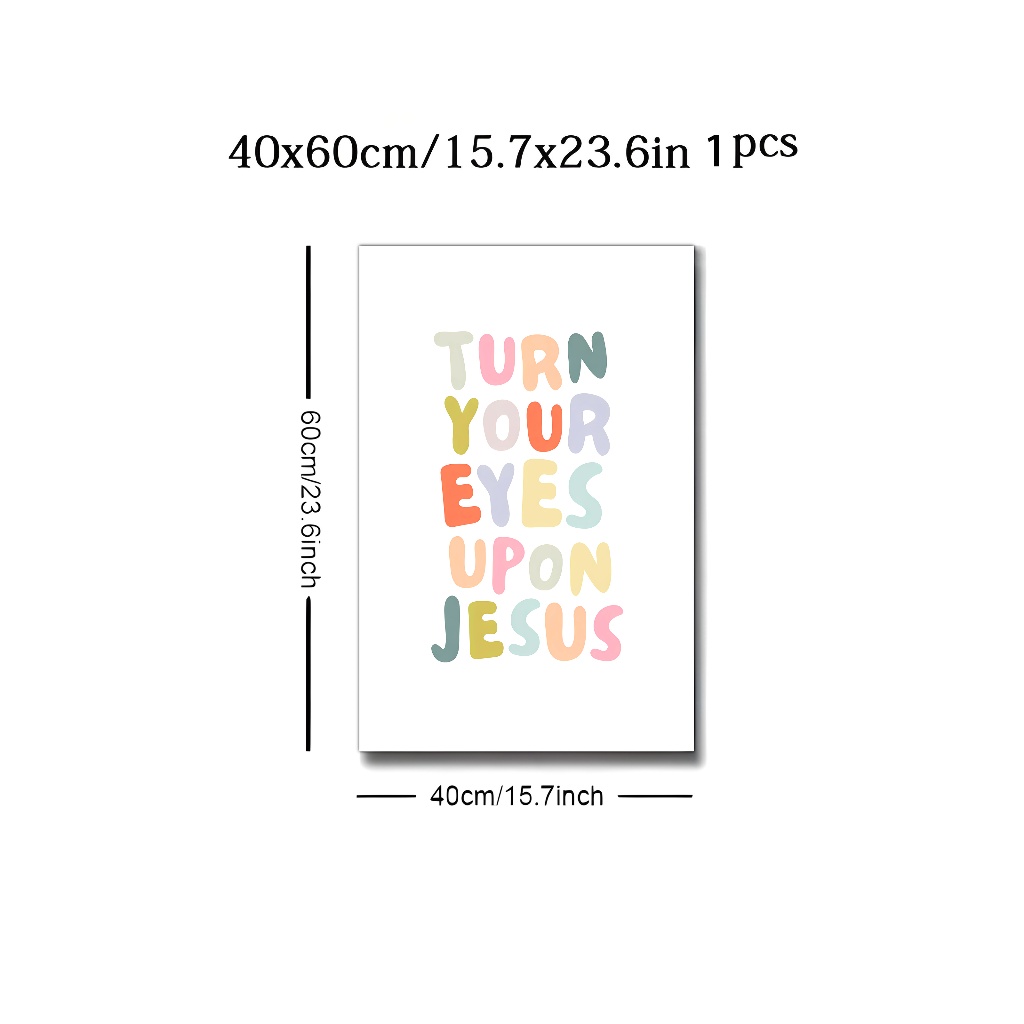 40x60cm/15.7x23.6in 1pcs
60cm/23.6inch
TURN
YOUR
EYES
UPON
JESUS
40cm/15.7inch